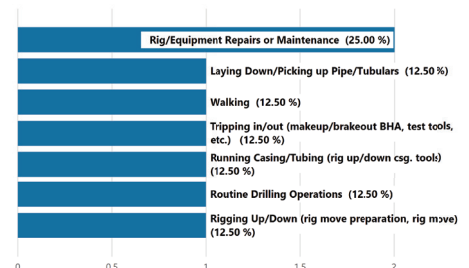 Rig/Equipment Repairs or Maintenance (25.00 %)
Laying Down/Picking up Pipe/Tubulars (12.50 %)
Walking (12.50 %)
Tripping in/out (makeup/breakout BHA, test tools,
etc.) (12.50 %)
Running Casing/Tubing (rig up/down csg. tools)
(12.50 %)
Routine Drilling Operations (12.50 %)
Rigging Up/Down (rig move preparation, rig move)
(12.50 %)
0 0.5 1 1.5 2